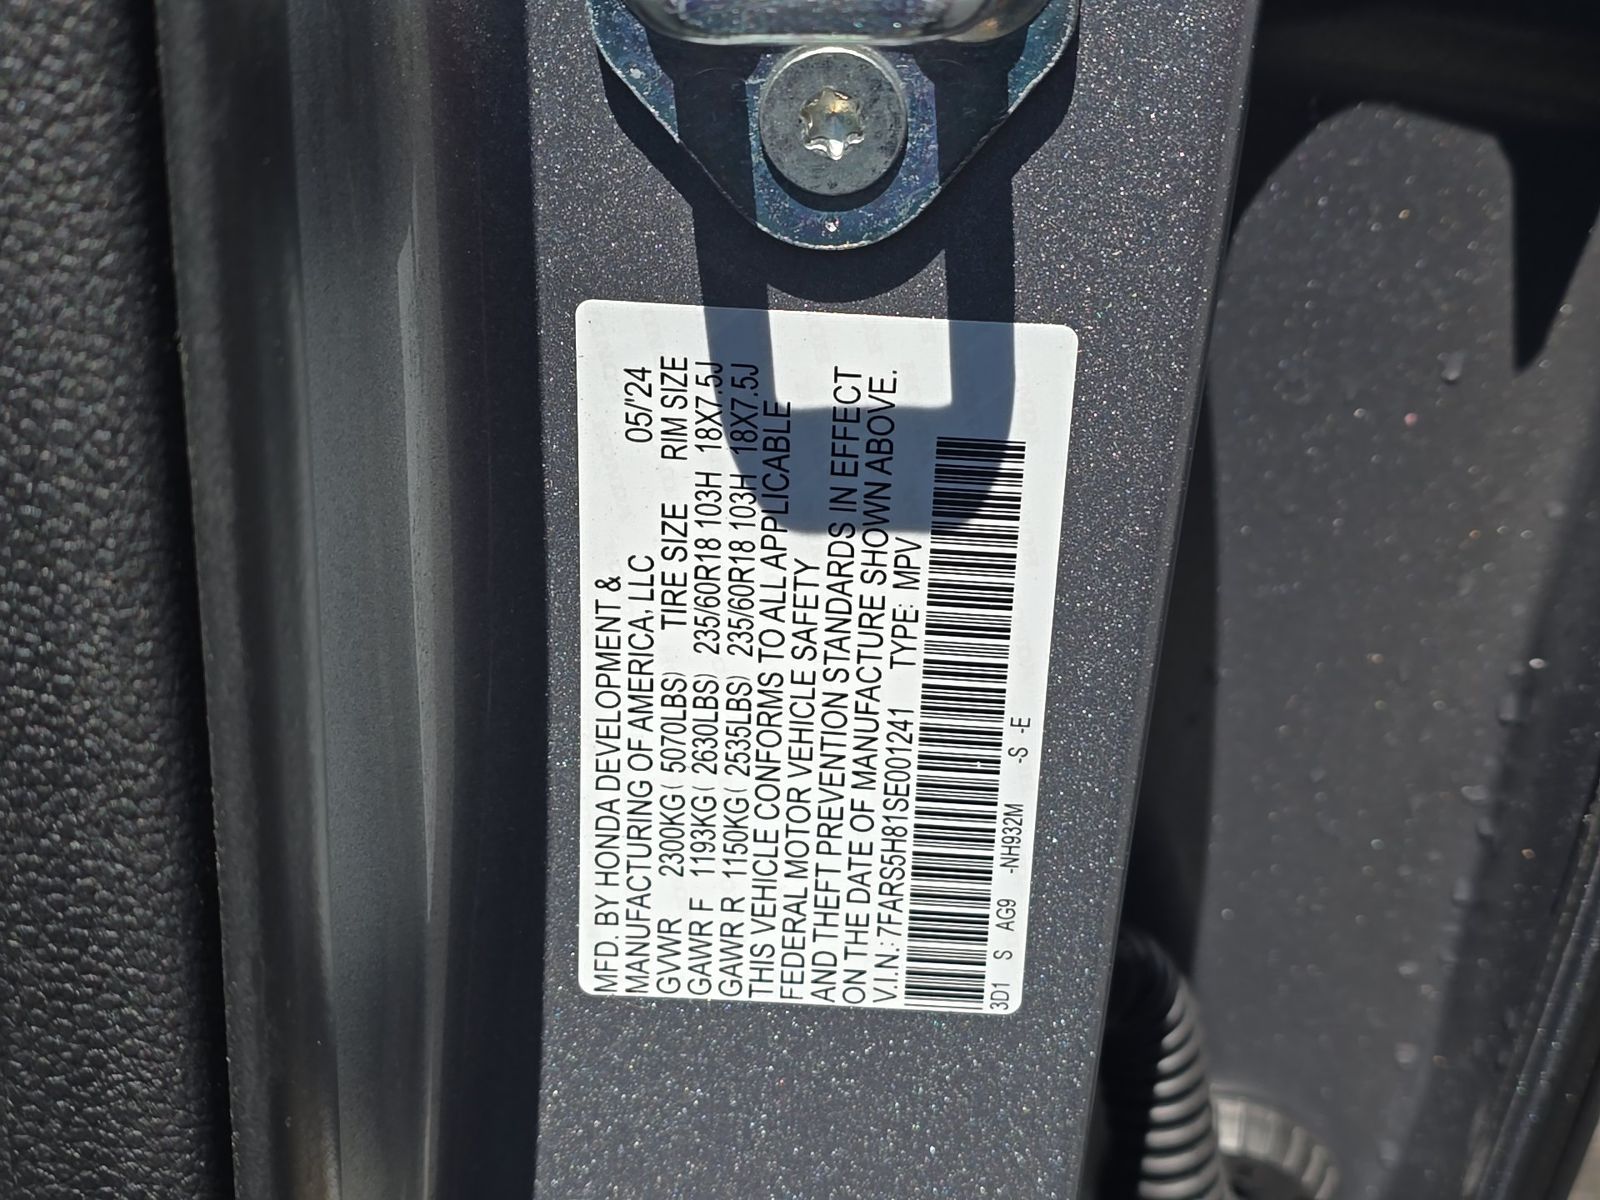 MFD. BY HONDA DEVELOPMENT &
MANUFACTURING OF AMERICA, LLC 05/'24
GVWR 2300KG( 5070LBS) TIRE SIZE RIM SIZE
GAWR F 1193KG( 2630LBS) 235/60R18 103H 18X7.5J
GAWR R 1150KG( 2535LBS) 235/60R18 103H 18X7.5J
THIS VEHICLE CONFORMS TO ALL APPLICABLE
FEDERAL MOTOR VEHICLE SAFETY
AND THEFT PREVENTION STANDARDS IN EFFECT
ON THE DATE OF MANUFACTURE SHOWN ABOVE.
V.I.N.: 7FARS5H81SE001241 TYPE: MPV
3D1 S AG9 -NH932M -S -E